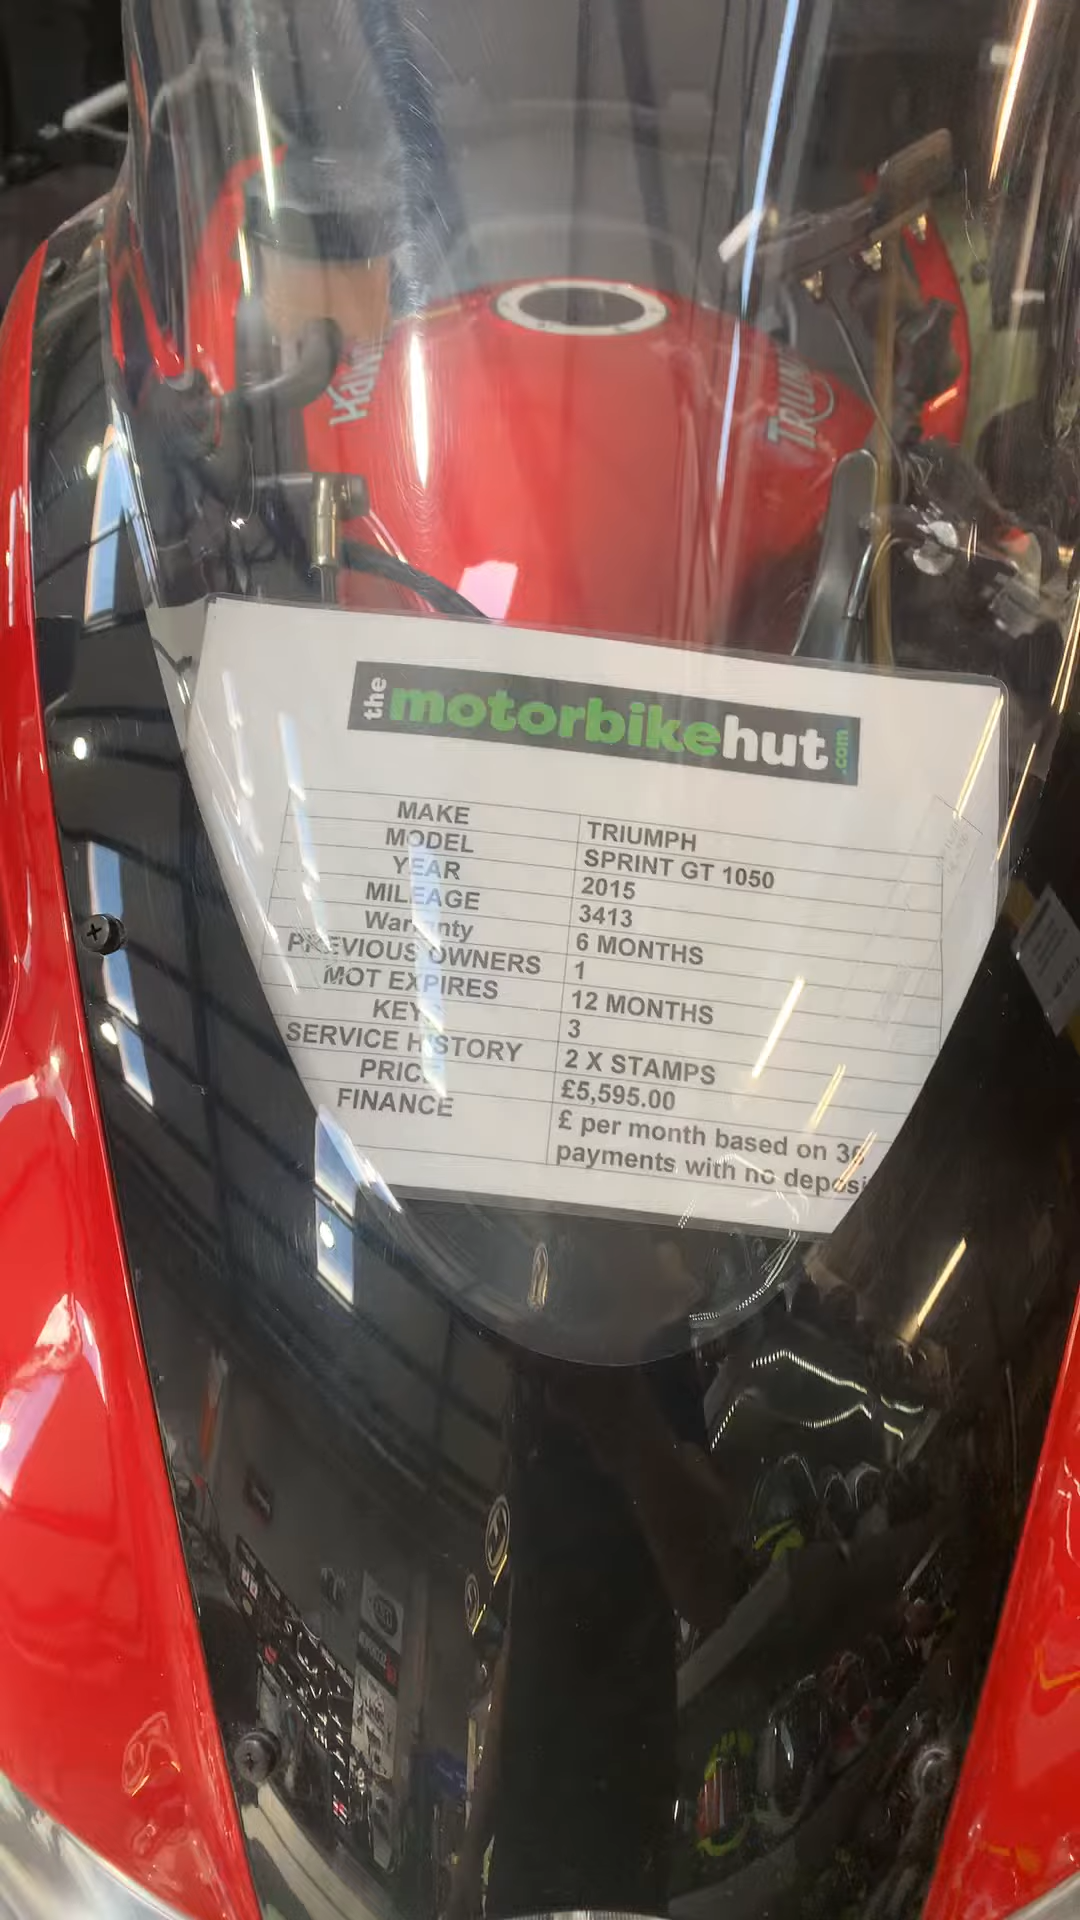 TRIUMPH
the motorbikehut.com
MAKE TRIUMPH
MODEL SPRINT GT 1050
YEAR 2015
MILEAGE 3413
Warranty 6 MONTHS
PREVIOUS OWNERS 1
MOT EXPIRES 12 MONTHS
KEYS 3
SERVICE HISTORY 2 X STAMPS
PRICE £5,595.00
FINANCE £ per month based on 36
payments with no deposi